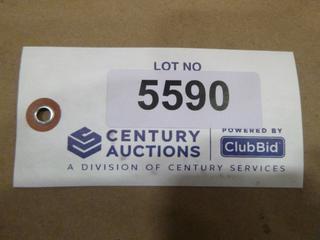 LOT NO
5590
CENTURY AUCTIONS
POWERED BY
ClubBid
A DIVISION OF CENTURY SERVICES